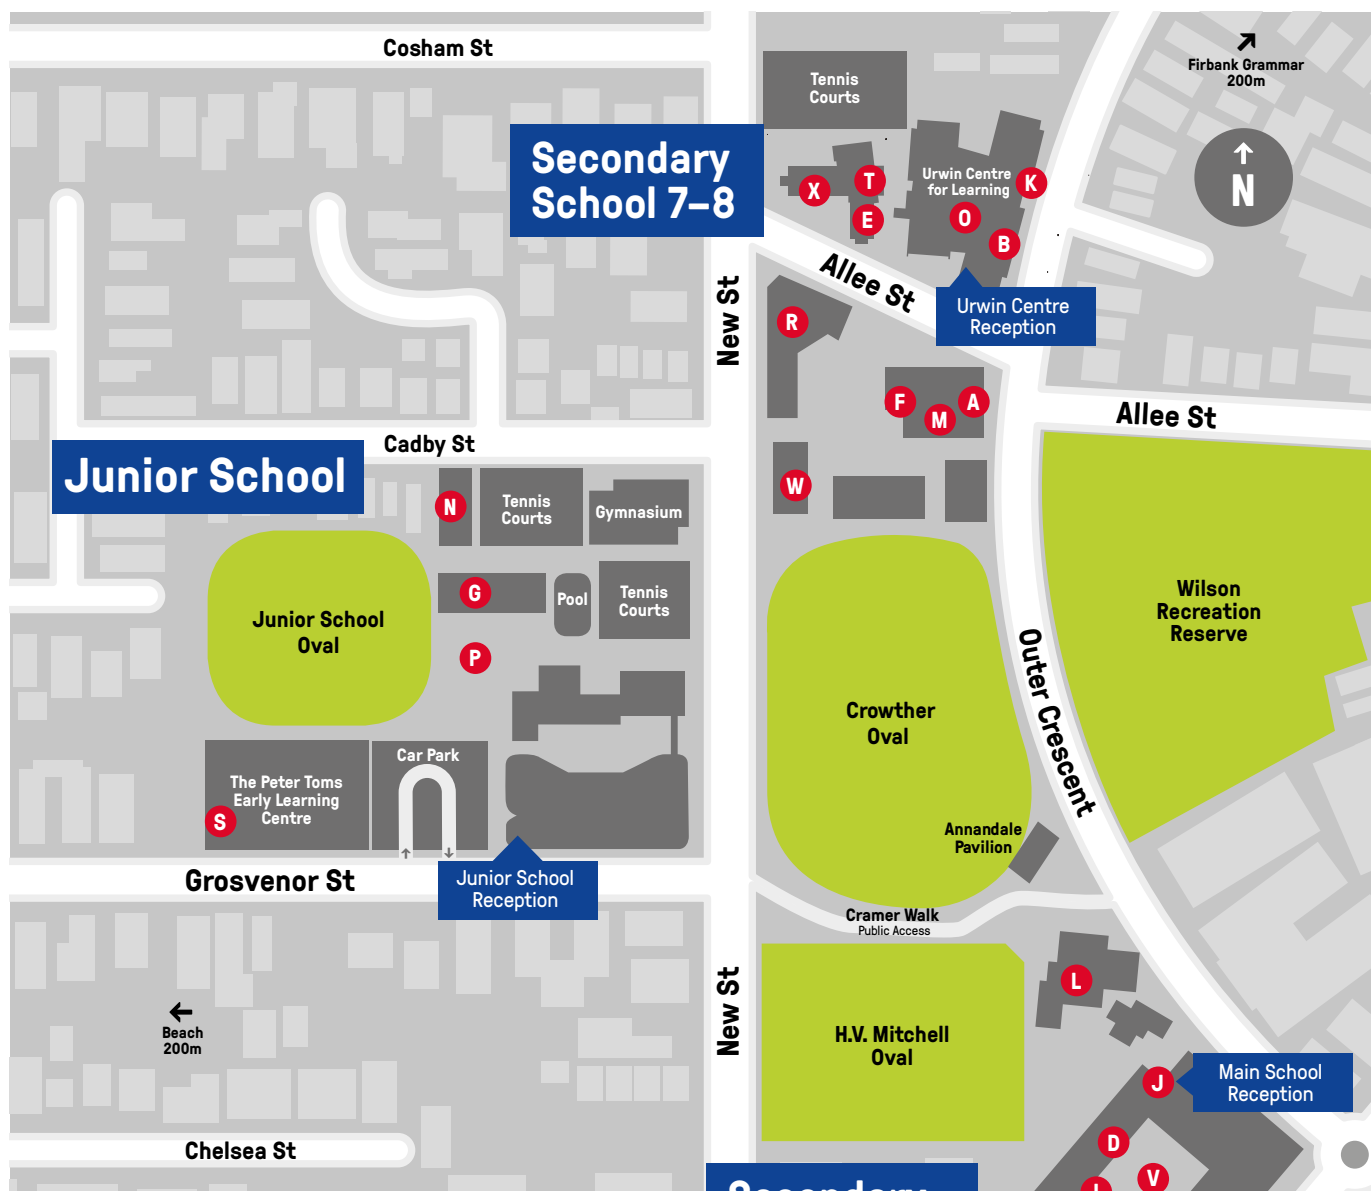 Cosham St
Firbank Grammar
200m
N
Tennis
Courts
Secondary
School 7–8
Urwin Centre
for Learning
K
T
X
E
O
B
Allee St
Urwin Centre
Reception
New St
R
F
M
A
Allee St
Cadby St
Junior School
W
N
Tennis
Courts
Gymnasium
G
Pool
Tennis
Courts
Junior School
Oval
P
Wilson
Recreation
Reserve
Outer Crescent
Crowther
Oval
Car Park
The Peter Toms
Early Learning
Centre
S
Annandale
Pavilion
Grosvenor St
Junior School
Reception
Cramer Walk
Public Access
New St
L
Beach
200m
H.V. Mitchell
Oval
J
Main School
Reception
Chelsea St
D
V
Secondary